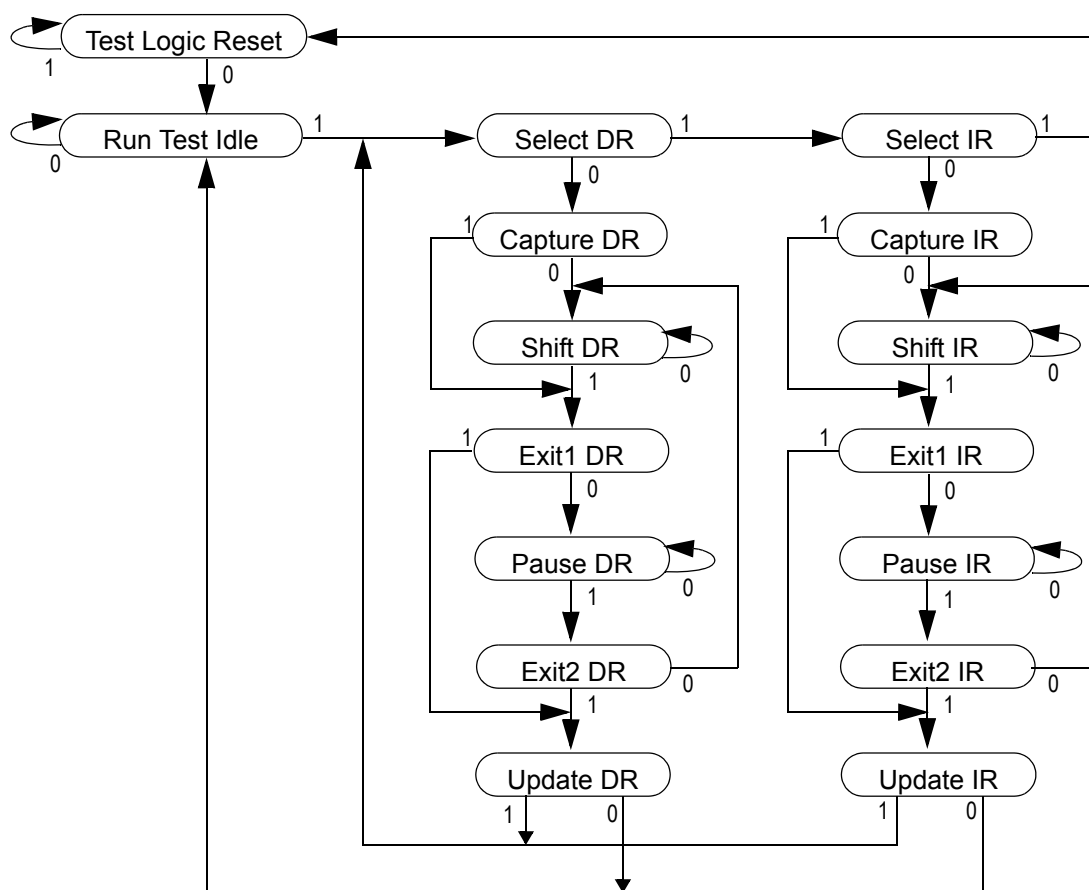 Test Logic Reset
1
0
Run Test Idle
0
1
Select DR
1
0
Select IR
1
0
1
Capture DR
0
1
Capture IR
0
Shift DR
0
1
Shift IR
0
1
1
Exit1 DR
0
1
Exit1 IR
0
Pause DR
0
1
Pause IR
0
1
Exit2 DR
0
1
Exit2 IR
0
1
Update DR
1
0
Update IR
1
0